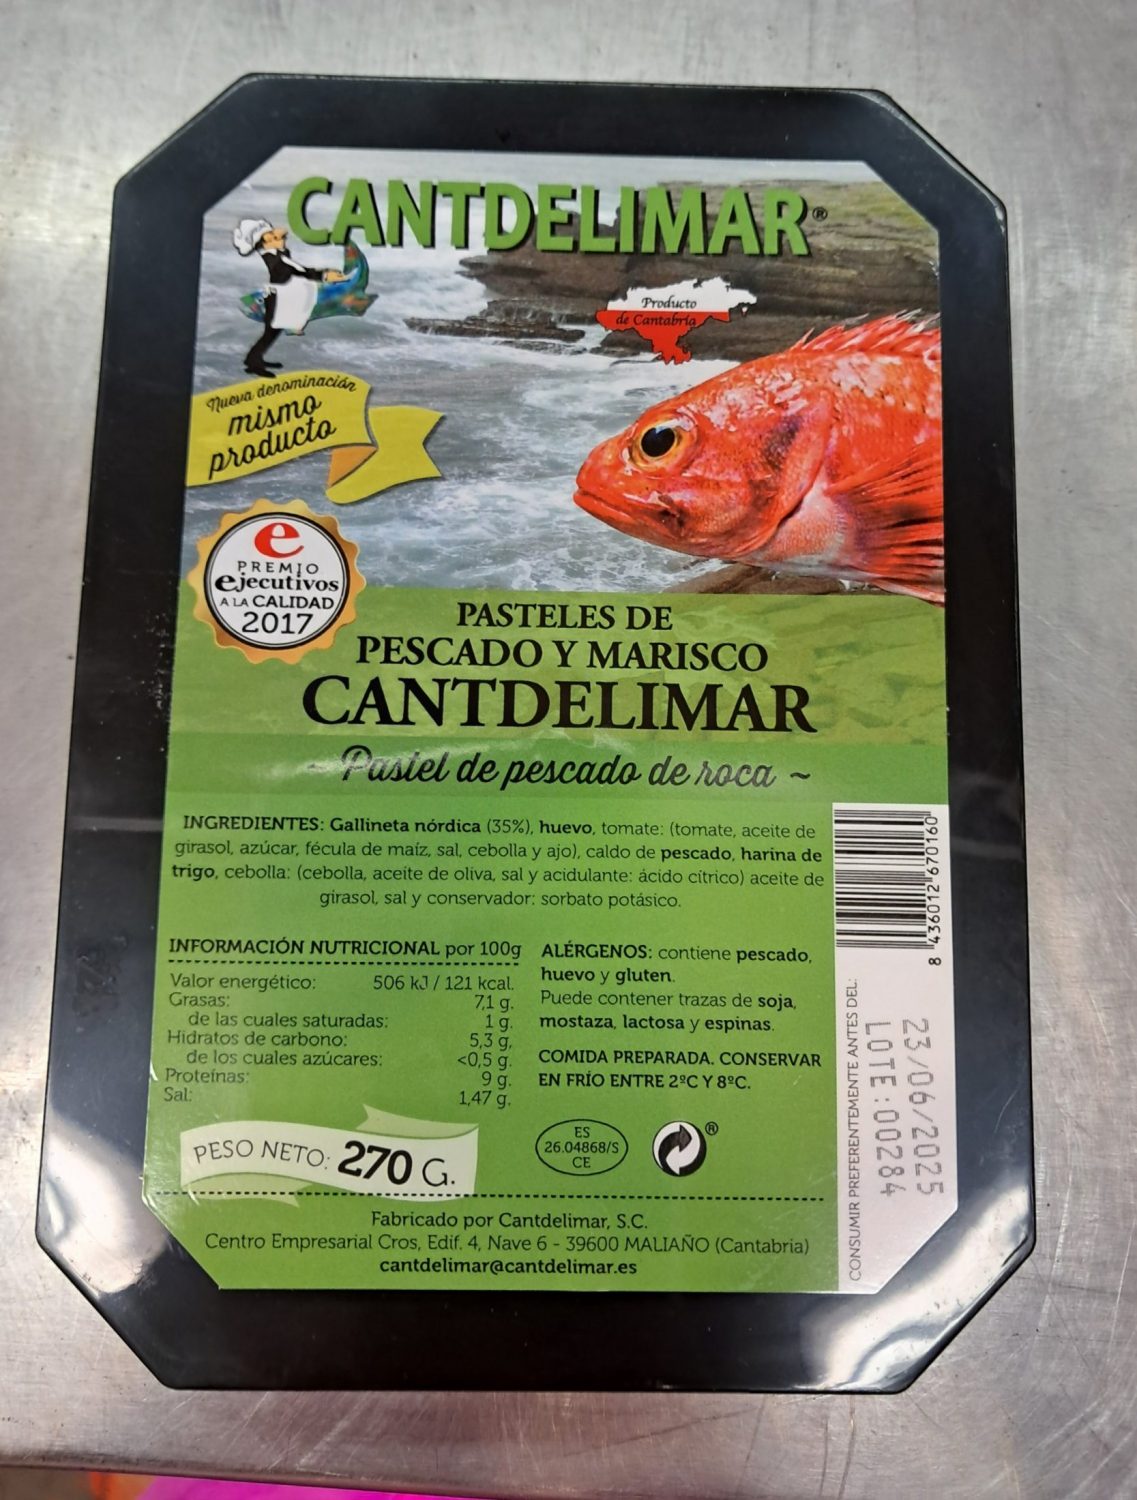 CANTDELIMAR®
Producto
de Cantabria
Nueva denominación
mismo
producto
e
PREMIO
ejecutivos
A LA CALIDAD
2017
PASTELES DE
PESCADO Y MARISCO
CANTDELIMAR
~ Pastel de pescado de roca ~
INGREDIENTES: Gallineta nórdica (35%), huevo, tomate: (tomate, aceite de
girasol, azúcar, fécula de maíz, sal, cebolla y ajo), caldo de pescado, harina de
trigo, cebolla: (cebolla, aceite de oliva, sal y acidulante: ácido cítrico) aceite de
girasol, sal y conservador: sorbato potásico.
INFORMACIÓN NUTRICIONAL por 100g
Valor energético: 506 kJ / 121 kcal.
Grasas: 7,1 g.
de las cuales saturadas: 1 g.
Hidratos de carbono: 5,3 g.
de los cuales azúcares: <0,5 g.
Proteínas: 9 g.
Sal: 1,47 g.
ALÉRGENOS: contiene pescado,
huevo y gluten.
Puede contener trazas de soja,
mostaza, lactosa y espinas.
COMIDA PREPARADA. CONSERVAR
EN FRÍO ENTRE 2ºC Y 8ºC.
PESO NETO: 270 G.
ES
26.04868/S
CE
®
Fabricado por Cantdelimar, S.C.
Centro Empresarial Cros, Edif. 4, Nave 6 - 39600 MALIAÑO (Cantabria)
cantdelimar@cantdelimar.es
8 436012 670160
CONSUMIR PREFERENTEMENTE ANTES DEL:
23/06/2025
LOTE:00284